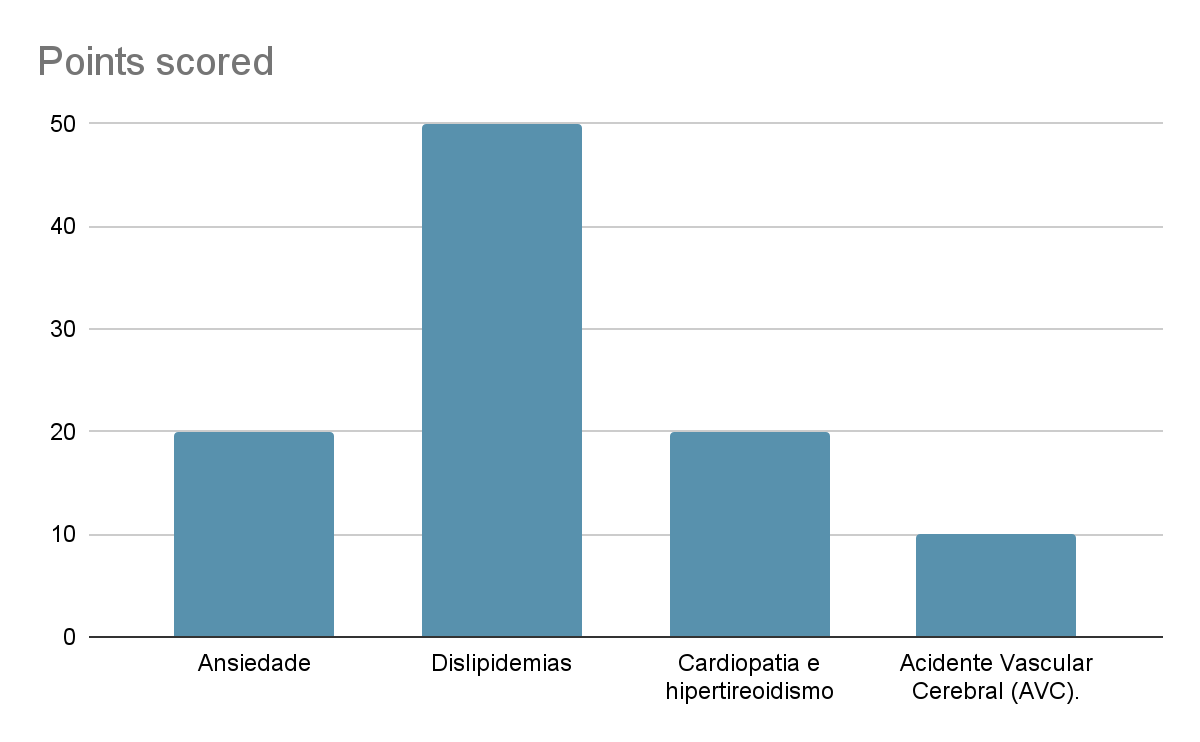 Points scored
50
40
30
20
10
0
Ansiedade
Dislipidemias
Cardiopatia e
hipertireoidismo
Acidente Vascular
Cerebral (AVC).